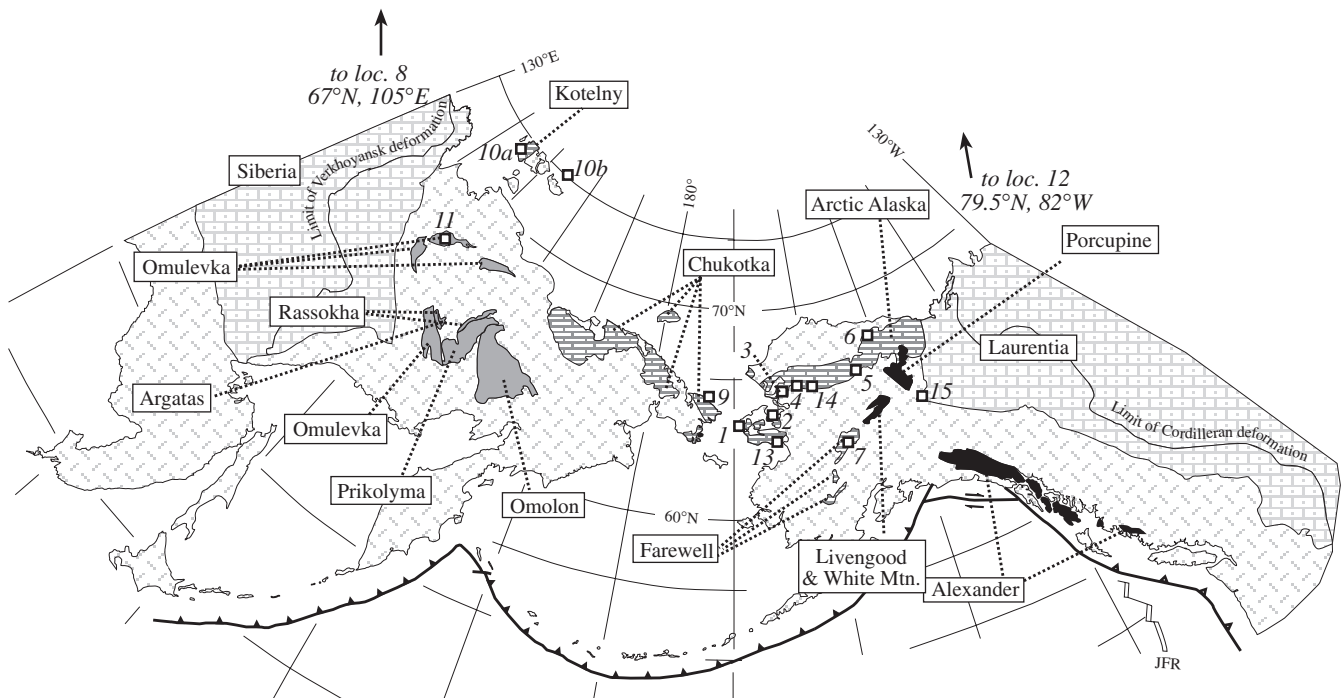 to loc. 8
67°N, 105°E
130°E
Kotelny
10a
10b
130°W
to loc. 12
79.5°N, 82°W
Siberia
Limit of Verkhoyansk deformation
180°
Arctic Alaska
Porcupine
11
Omulevka
Chukotka
Rassokha
70°N
6
3
Laurentia
5
Argatas
9
4
14
15
2
Omulevka
1
13
7
Limit of Cordilleran deformation
Prikolyma
Omolon
60°N
Farewell
Livengood
& White Mtn.
Alexander
JFR